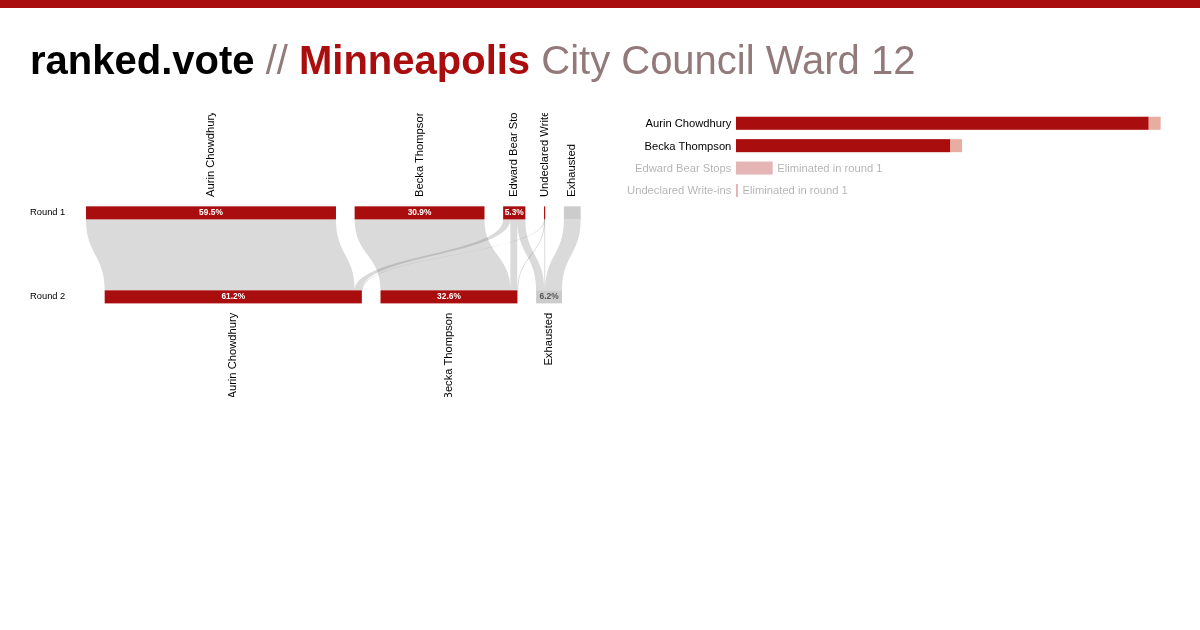 ranked.vote // Minneapolis City Council Ward 12
Aurin Chowdhury
Becka Thompson
Edward Bear Sto
Undeclared Write
Exhausted
Round 1
59.5%
30.9%
5.3%
Round 2
61.2%
32.6%
6.2%
Aurin Chowdhury
Becka Thompson
Exhausted
Aurin Chowdhury
Becka Thompson
Edward Bear Stops Eliminated in round 1
Undeclared Write-ins Eliminated in round 1